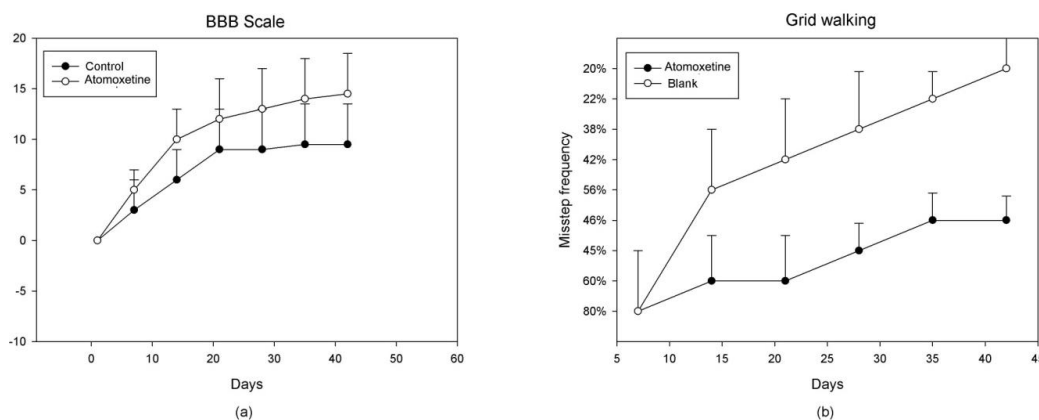 BBB Scale
20
15
10
5
0
-5
-10
Control
Atomoxetine
0 10 20 30 40 50 60
Days
(a)
Grid walking
Misstep frequency
20%
22%
38%
42%
56%
46%
45%
60%
80%
Atomoxetine
Blank
5 10 15 20 25 30 35 40 45
Days
(b)